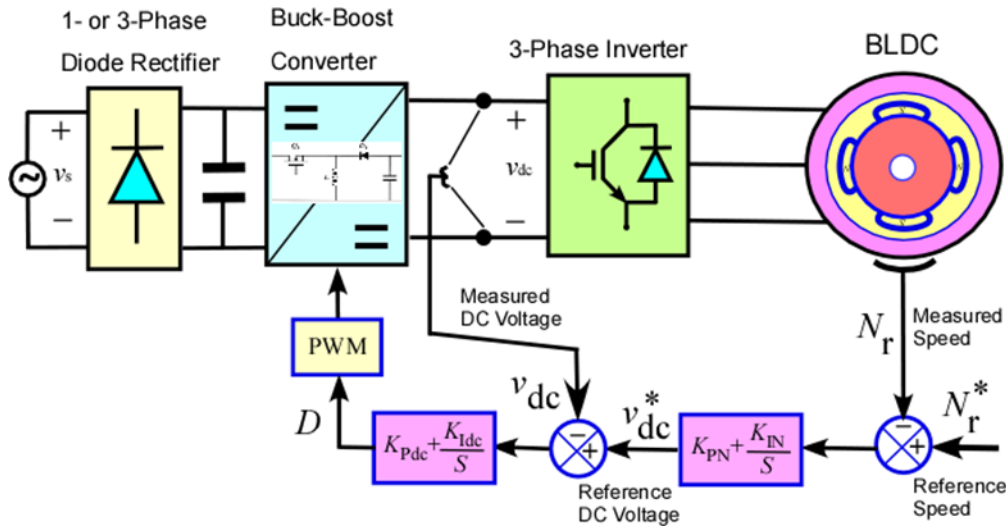 1- or 3-Phase
Diode Rectifier
Buck-Boost
Converter
3-Phase Inverter
BLDC
+
vs
−
+
vdc
−
Measured
DC Voltage
Nr
Measured
Speed
PWM
D
KPdc+KIdc/S
vdc
−
+
v*dc
KPN+KIN/S
−
+
N*r
Reference
DC Voltage
Reference
Speed